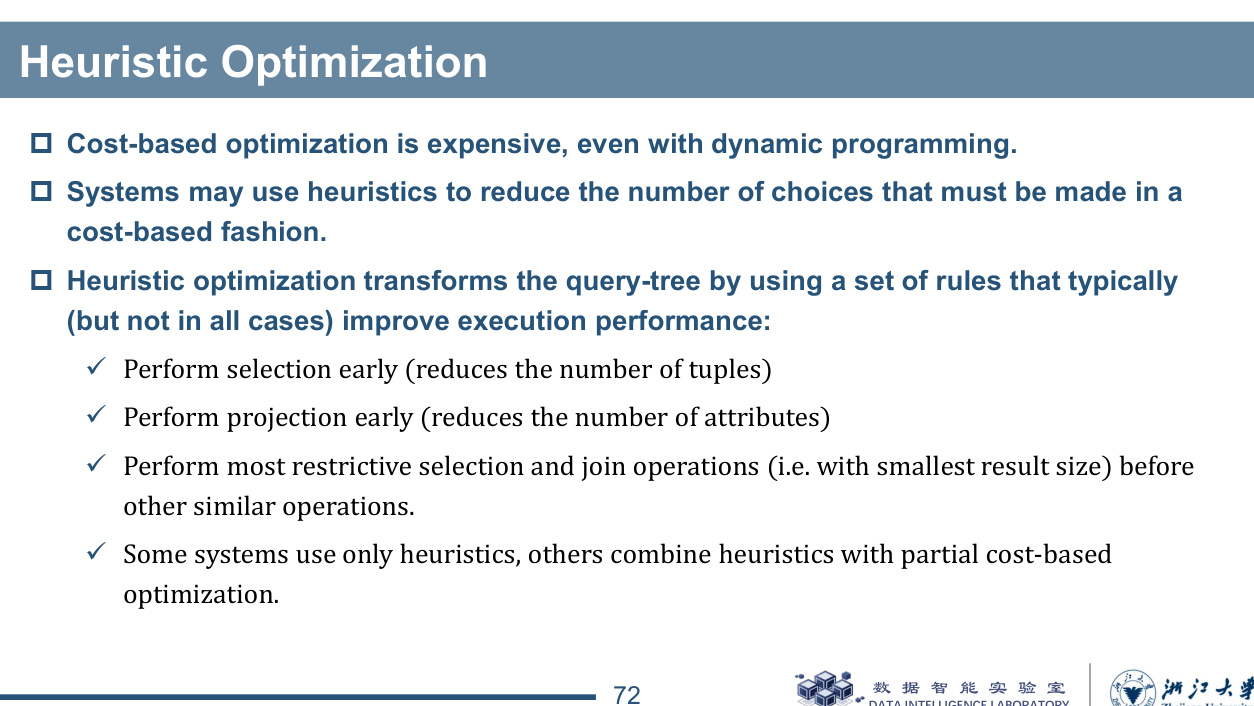 Heuristic Optimization
Cost-based optimization is expensive, even with dynamic programming.
Systems may use heuristics to reduce the number of choices that must be made in a
cost-based fashion.
Heuristic optimization transforms the query-tree by using a set of rules that typically
(but not in all cases) improve execution performance:
Perform selection early (reduces the number of tuples)
Perform projection early (reduces the number of attributes)
Perform most restrictive selection and join operations (i.e. with smallest result size) before
other similar operations.
Some systems use only heuristics, others combine heuristics with partial cost-based
optimization.
72
数据智能实验室
DATA INTELLIGENCE LABORATORY
浙江大学